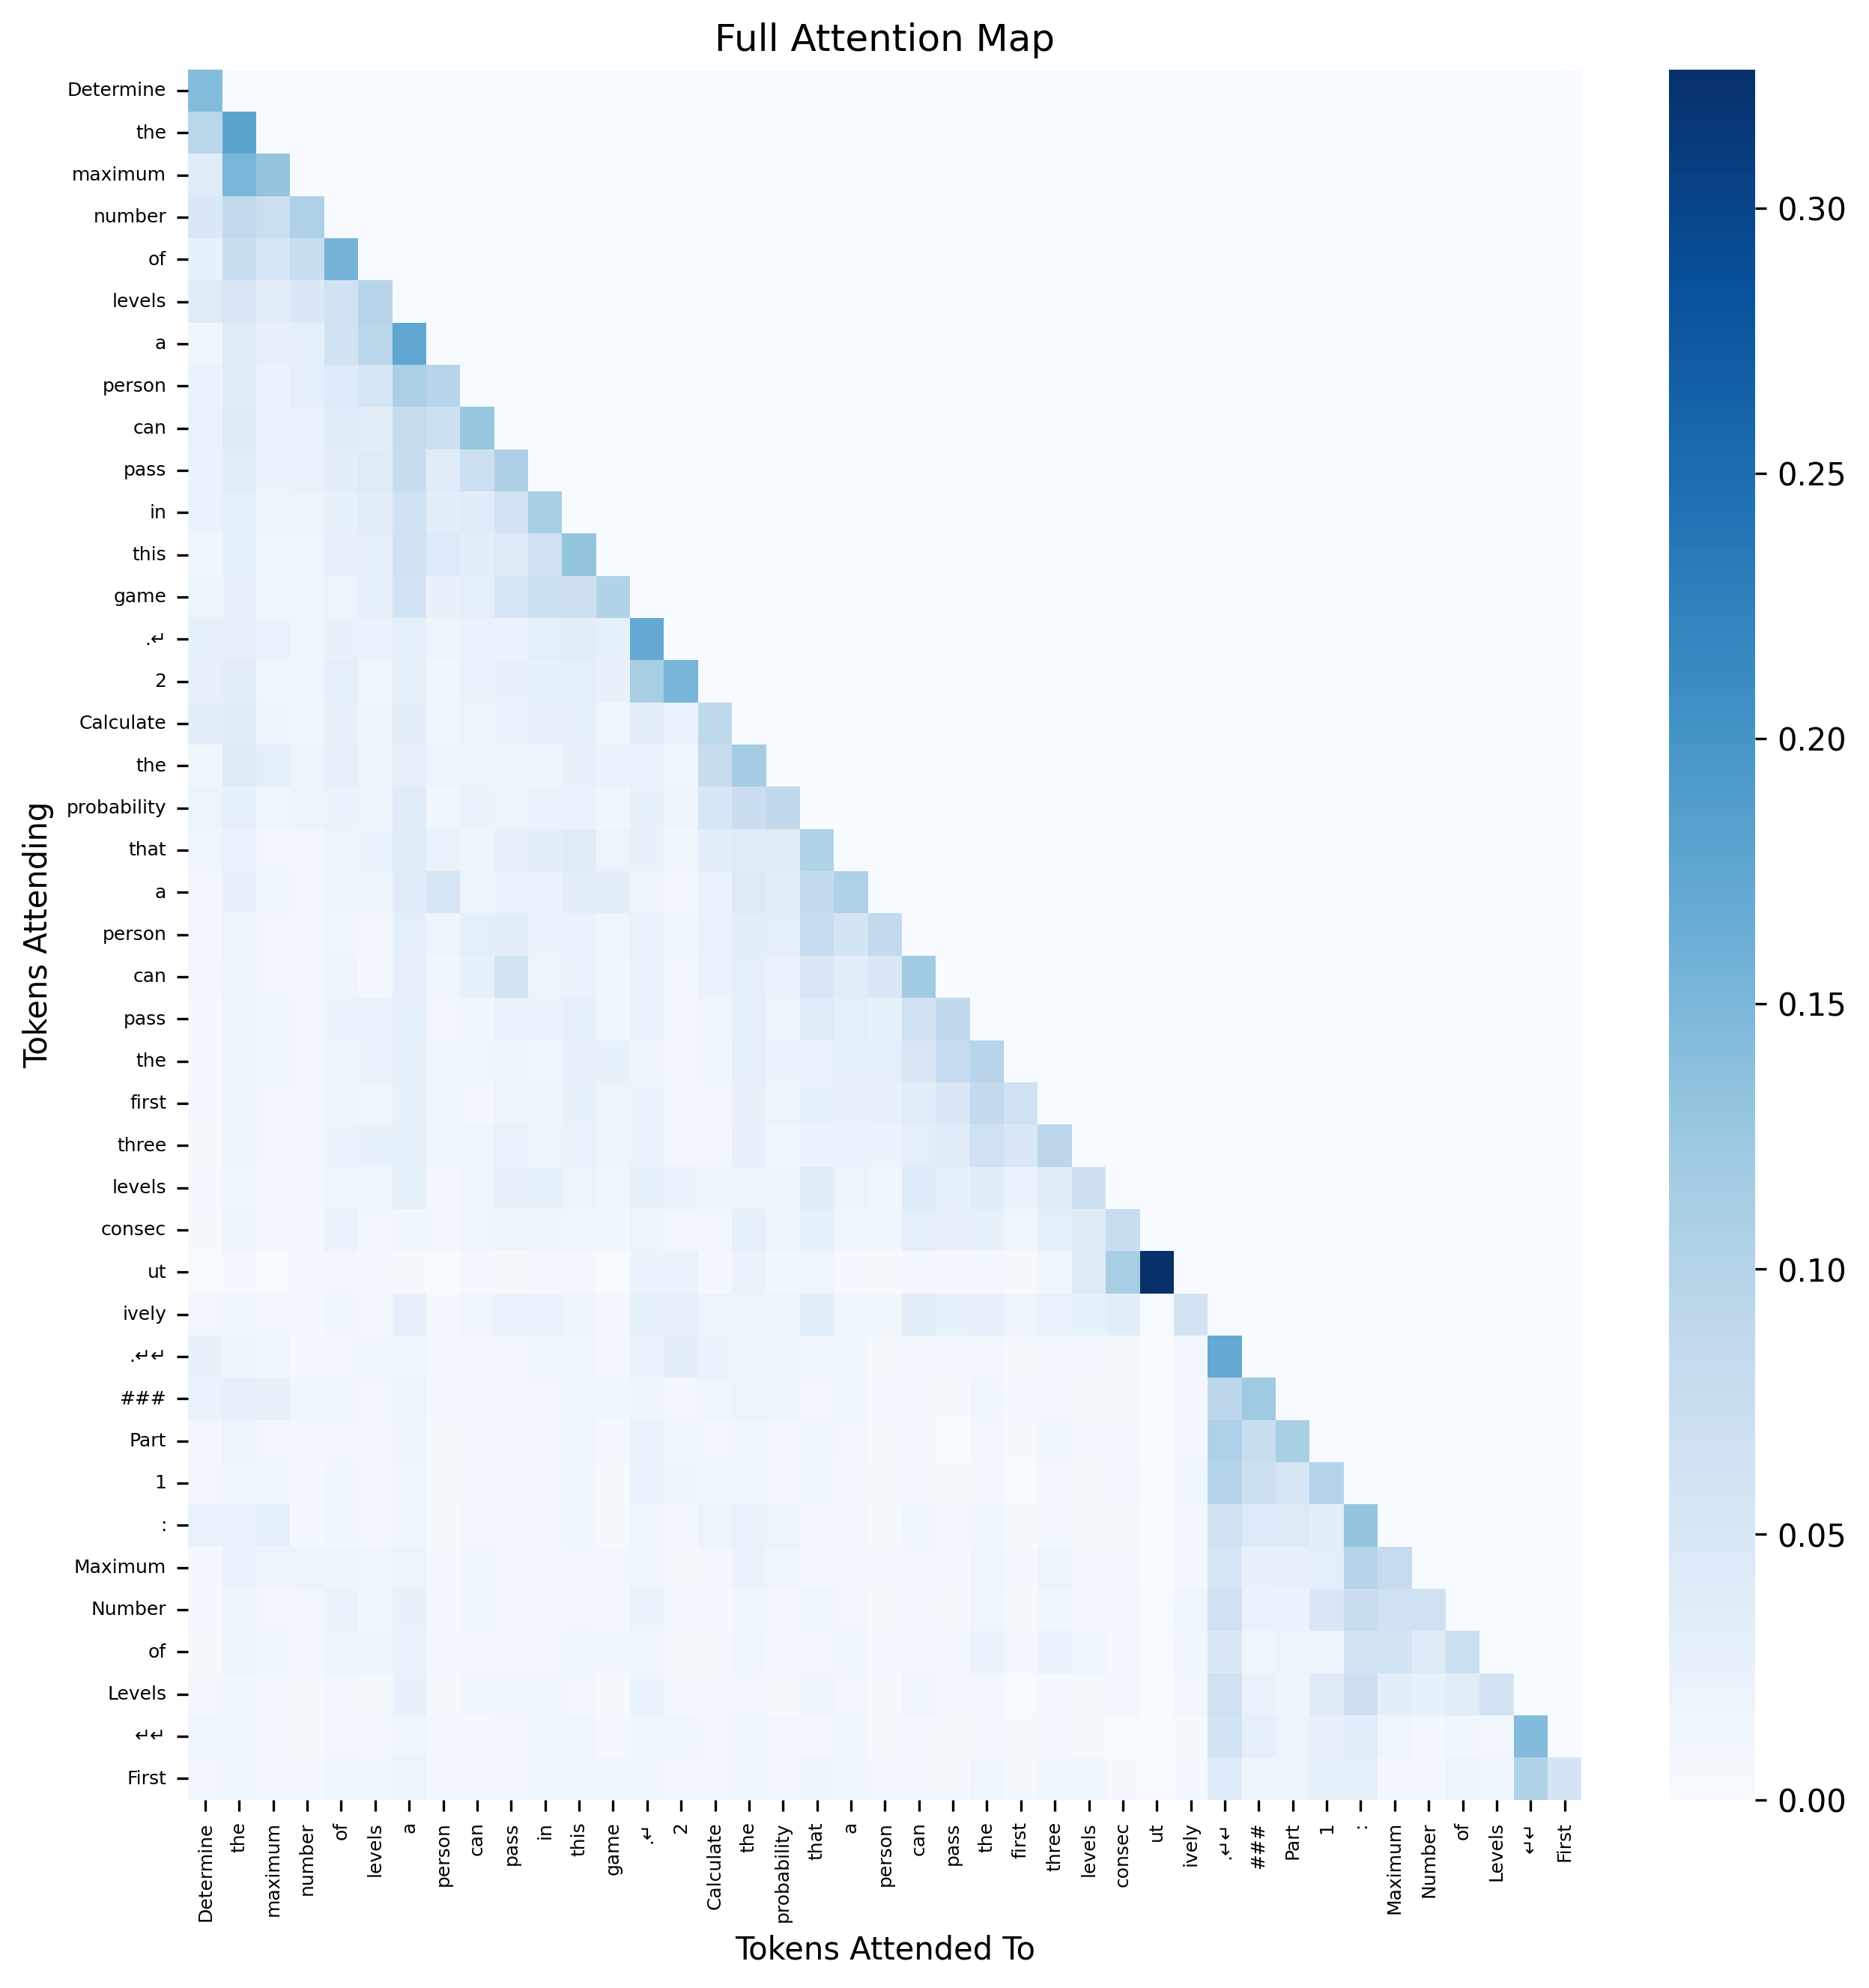 Full Attention Map
Tokens Attending
Determine
the
maximum
number
of
levels
a
person
can
pass
in
this
game
.↵
2
Calculate
the
probability
that
a
person
can
pass
the
first
three
levels
consec
ut
ively
.↵↵
###
Part
1
:
Maximum
Number
of
Levels
↵↵
First
Determine the maximum number of levels a person can pass in this game .↵ 2 Calculate the probability that a person can pass the first three levels consec ut ively .↵↵ ### Part 1 : Maximum Number of Levels ↵↵ First
Tokens Attended To
0.30
0.25
0.20
0.15
0.10
0.05
0.00